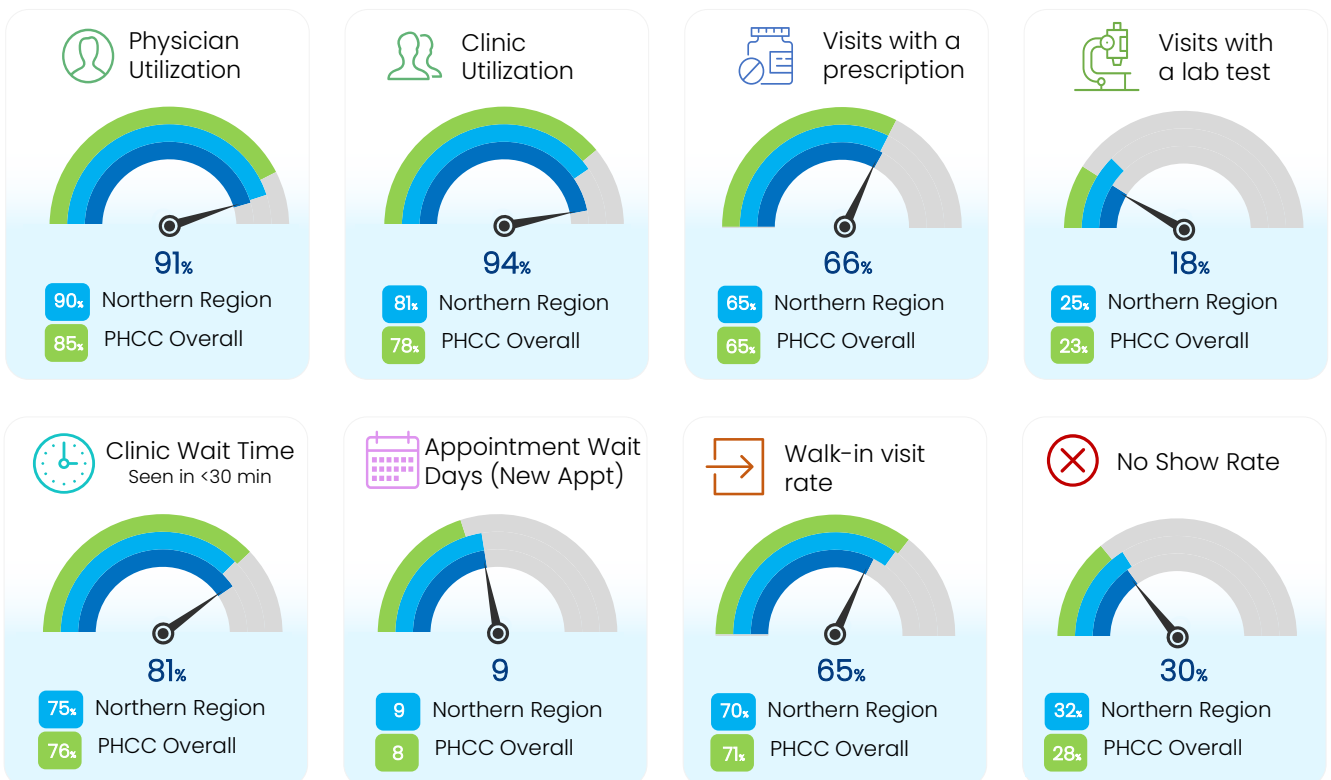 Physician
Utilization
91%
90% Northern Region
85% PHCC Overall
Clinic
Utilization
94%
81% Northern Region
78% PHCC Overall
Visits with a
prescription
66%
65% Northern Region
65% PHCC Overall
Visits with
a lab test
18%
25% Northern Region
23% PHCC Overall
Clinic Wait Time
Seen in <30 min
81%
75% Northern Region
76% PHCC Overall
Appointment Wait
Days (New Appt)
9
9 Northern Region
8 PHCC Overall
Walk-in visit
rate
65%
70% Northern Region
71% PHCC Overall
No Show Rate
30%
32% Northern Region
28% PHCC Overall